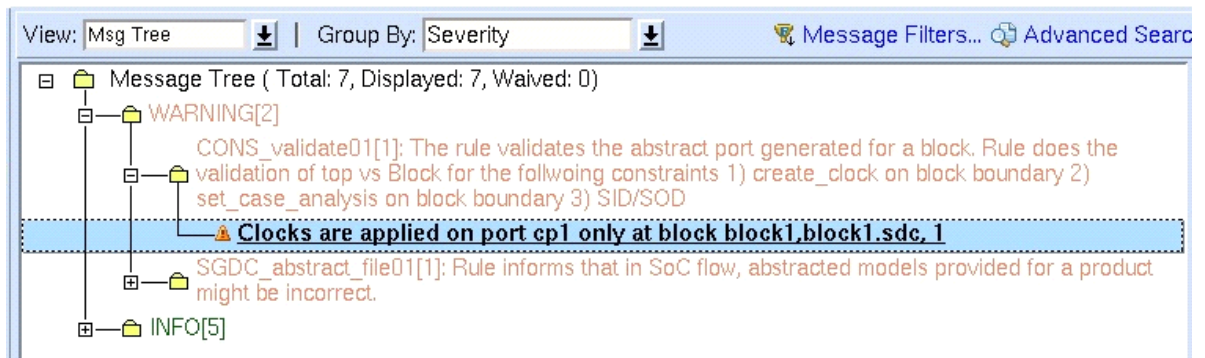 View: Msg Tree | Group By: Severity Message Filters... Advanced Searc
Message Tree ( Total: 7, Displayed: 7, Waived: 0)
WARNING[2]
CONS_validate01[1]: The rule validates the abstract port generated for a block. Rule does the
validation of top vs Block for the follwoing constraints 1) create_clock on block boundary 2)
set_case_analysis on block boundary 3) SID/SOD
Clocks are applied on port cp1 only at block block1,block1.sdc, 1
SGDC_abstract_file01[1]: Rule informs that in SoC flow, abstracted models provided for a product
might be incorrect.
INFO[5]